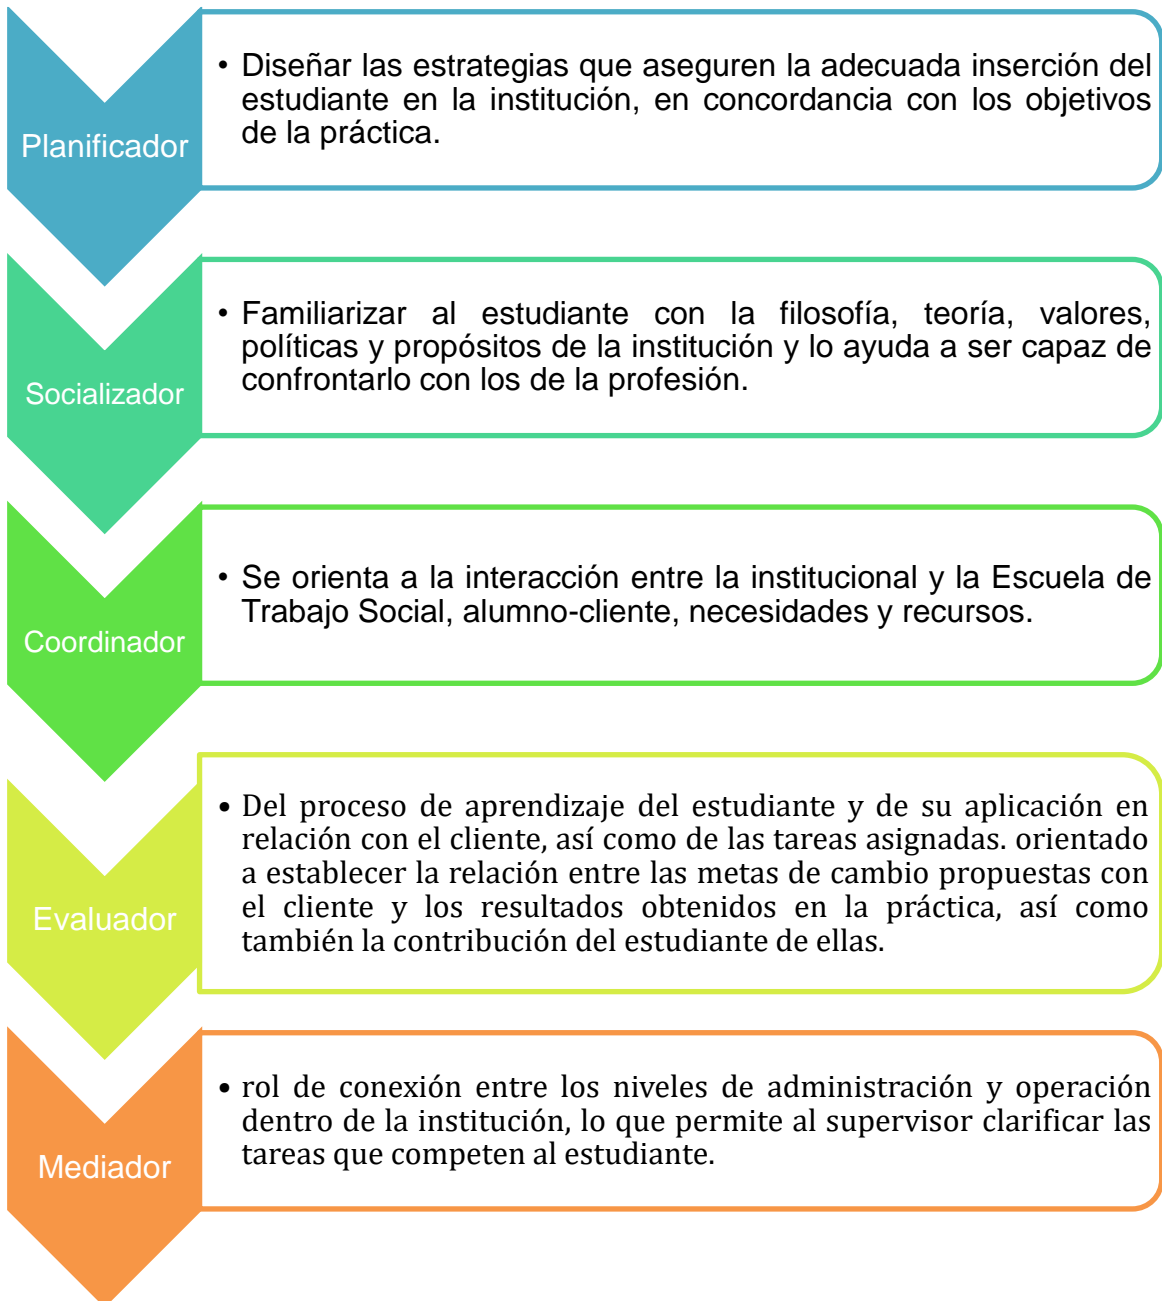 Planificador
• Diseñar las estrategias que aseguren la adecuada inserción del
estudiante en la institución, en concordancia con los objetivos
de la práctica.
Socializador
• Familiarizar al estudiante con la filosofía, teoría, valores,
políticas y propósitos de la institución y lo ayuda a ser capaz de
confrontarlo con los de la profesión.
Coordinador
• Se orienta a la interacción entre la institucional y la Escuela de
Trabajo Social, alumno-cliente, necesidades y recursos.
Evaluador
• Del proceso de aprendizaje del estudiante y de su aplicación en
relación con el cliente, así como de las tareas asignadas. orientado
a establecer la relación entre las metas de cambio propuestas con
el cliente y los resultados obtenidos en la práctica, así como
también la contribución del estudiante de ellas.
Mediador
• rol de conexión entre los niveles de administración y operación
dentro de la institución, lo que permite al supervisor clarificar las
tareas que competen al estudiante.